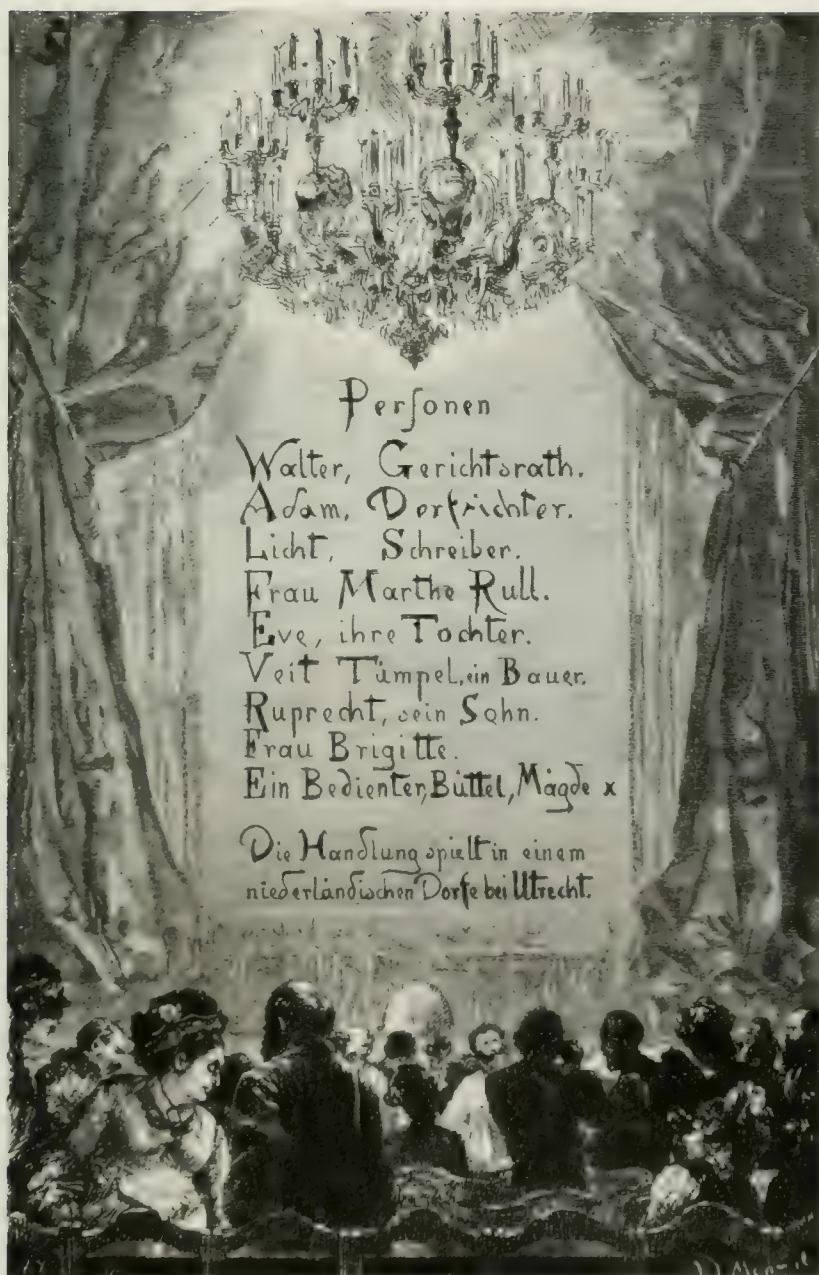 Perſonen
Walter, Gerichtsrath.
Adam, Dorfrichter.
Licht, Schreiber.
Frau Marthe Rull.
Eve, ihre Tochter.
Veit Tümpel, ein Bauer.
Ruprecht, sein Sohn.
Frau Brigitte.
Ein Bedienter, Büttel, Mägde x
Die Handlung spielt in einem
niederländischen Dorfe bei Utrecht.